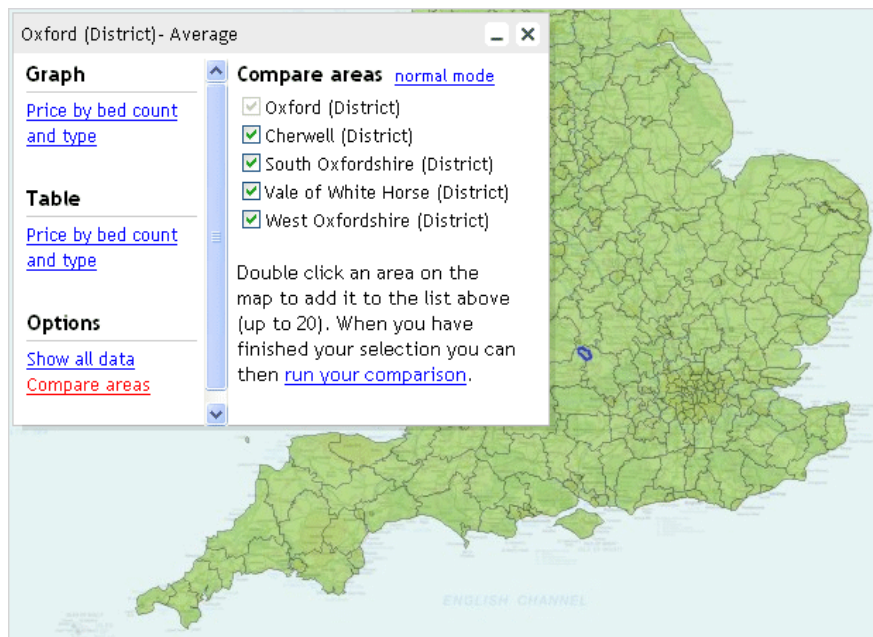 Oxford (District)- Average
Graph
Price by bed count
and type
Table
Price by bed count
and type
Options
Show all data
Compare areas
Compare areas normal mode
Oxford (District)
Cherwell (District)
South Oxfordshire (District)
Vale of White Horse (District)
West Oxfordshire (District)
Double click an area on the
map to add it to the list above
(up to 20). When you have
finished your selection you can
then run your comparison.
ENGLISH CHANNEL